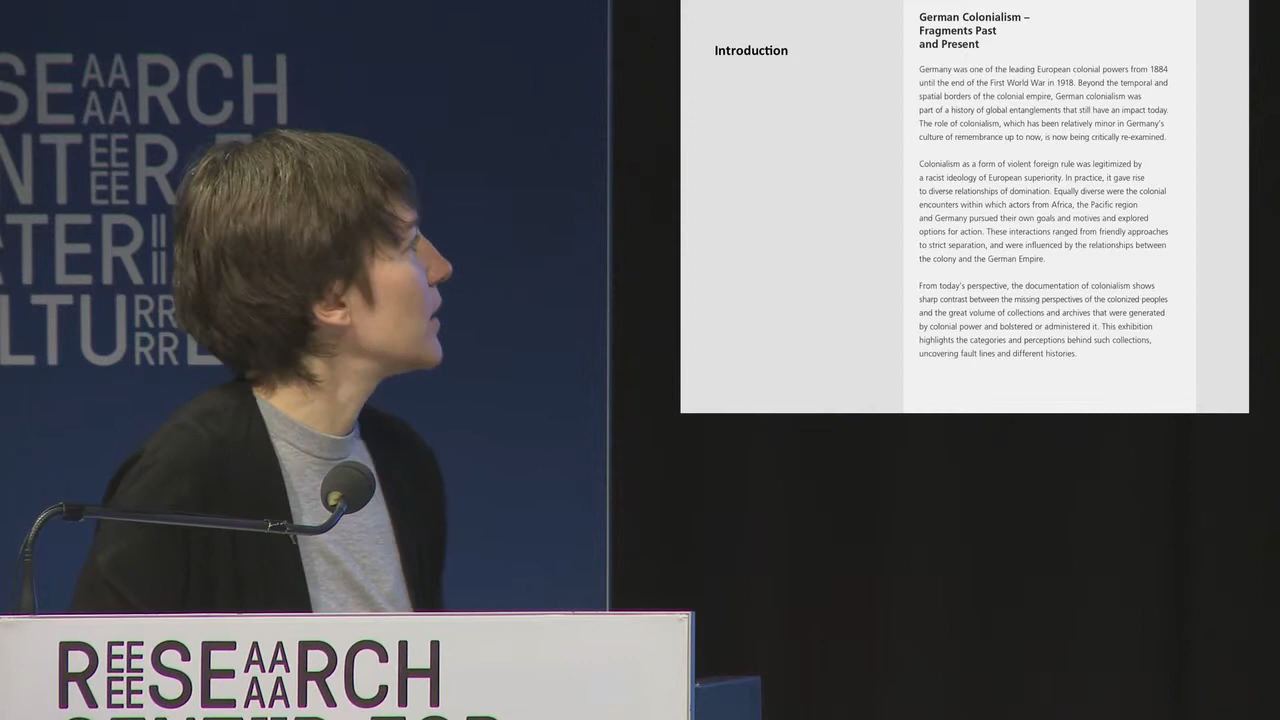 SEAARCH
NTEER
ATERII
LTURR
Introduction
German Colonialism –
Fragments Past
and Present
Germany was one of the leading European colonial powers from 1884
until the end of the First World War in 1918. Beyond the temporal and
spatial borders of the colonial empire, German colonialism was
part of a history of global entanglements that still have an impact today.
The role of colonialism, which has been relatively minor in Germany's
culture of remembrance up to now, is now being critically re-examined.
Colonialism as a form of violent foreign rule was legitimized by
a racist ideology of European superiority. In practice, it gave rise
to diverse relationships of domination. Equally diverse were the colonial
encounters within which actors from Africa, the Pacific region
and Germany pursued their own goals and motives and explored
options for action. These interactions ranged from friendly approaches
to strict separation, and were influenced by the relationships between
the colony and the German Empire.
From today's perspective, the documentation of colonialism shows
sharp contrast between the missing perspectives of the colonized peoples
and the great volume of collections and archives that were generated
by colonial power and bolstered or administered it. This exhibition
highlights the categories and perceptions behind such collections,
uncovering fault lines and different histories.
REESEAARCH